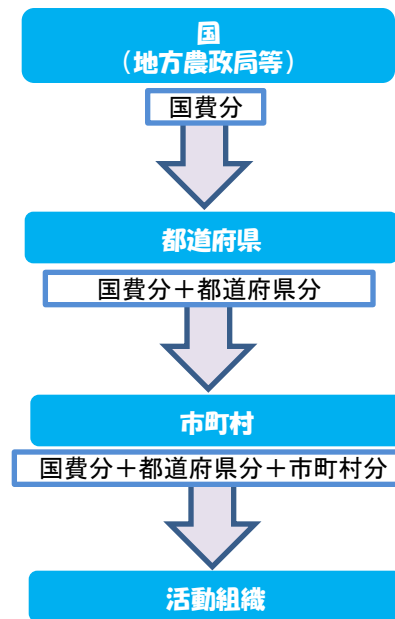 国
（地方農政局等）
国費分
都道府県
国費分＋都道府県分
市町村
国費分＋都道府県分＋市町村分
活動組織